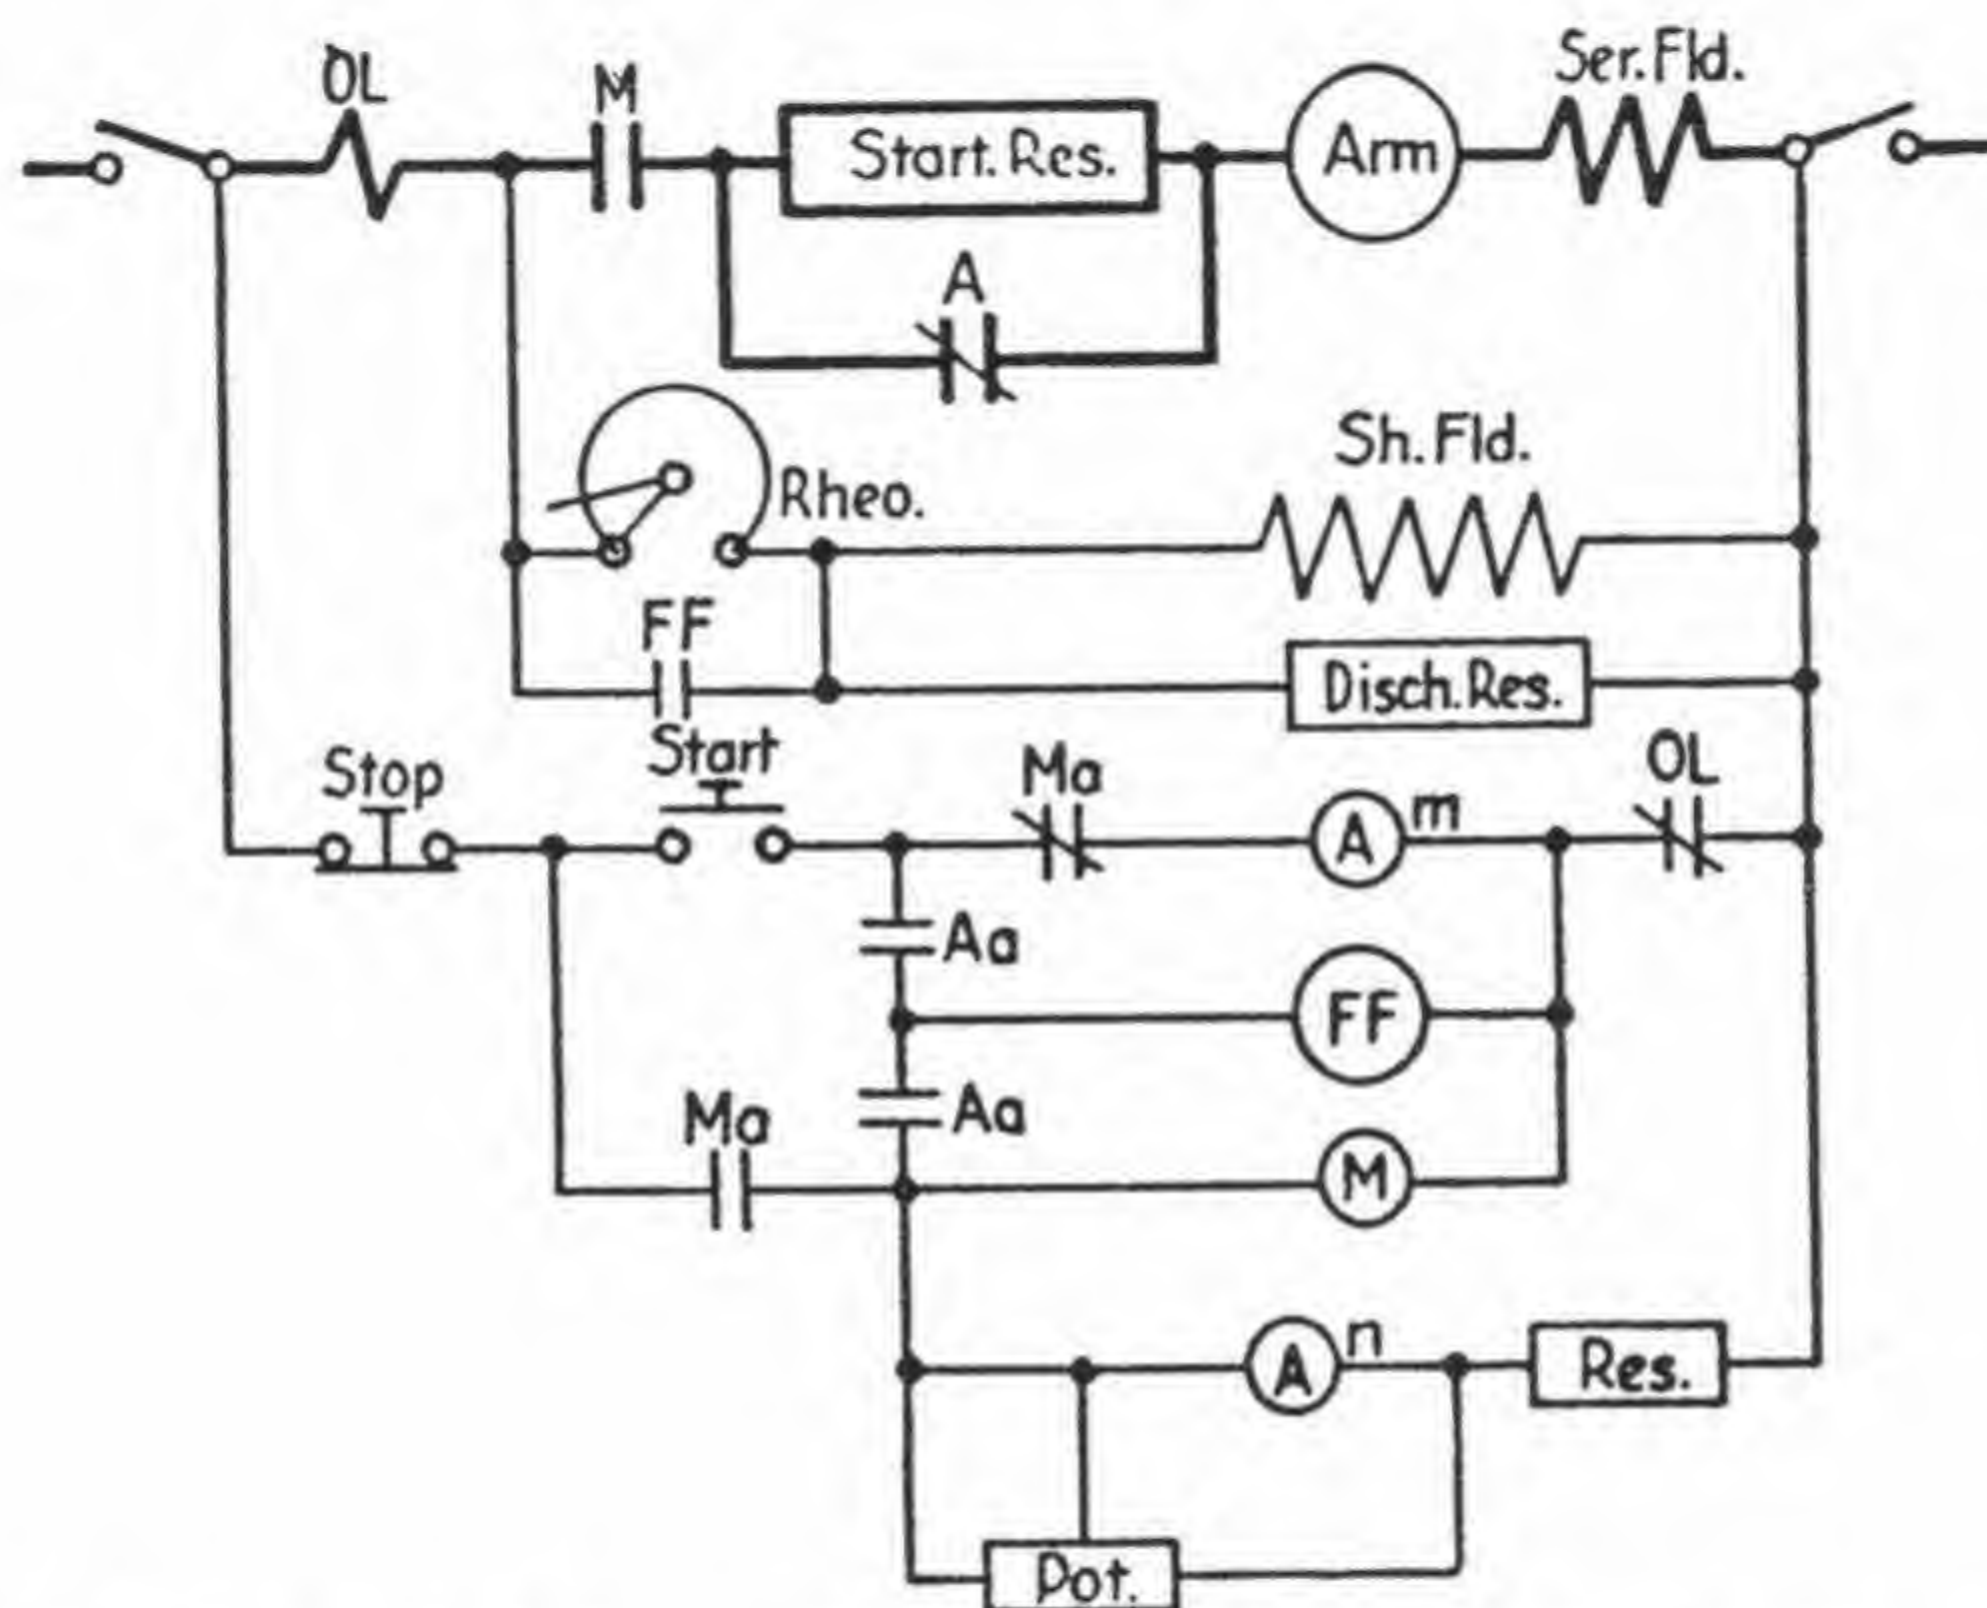 OL
M
Ser. Fld.
Start. Res.
Arm
A
Rheo.
Sh. Fld.
FF
Disch. Res.
Stop
Start
Ma
A m
OL
Aa
FF
Ma
Aa
M
A n
Res.
Pot.